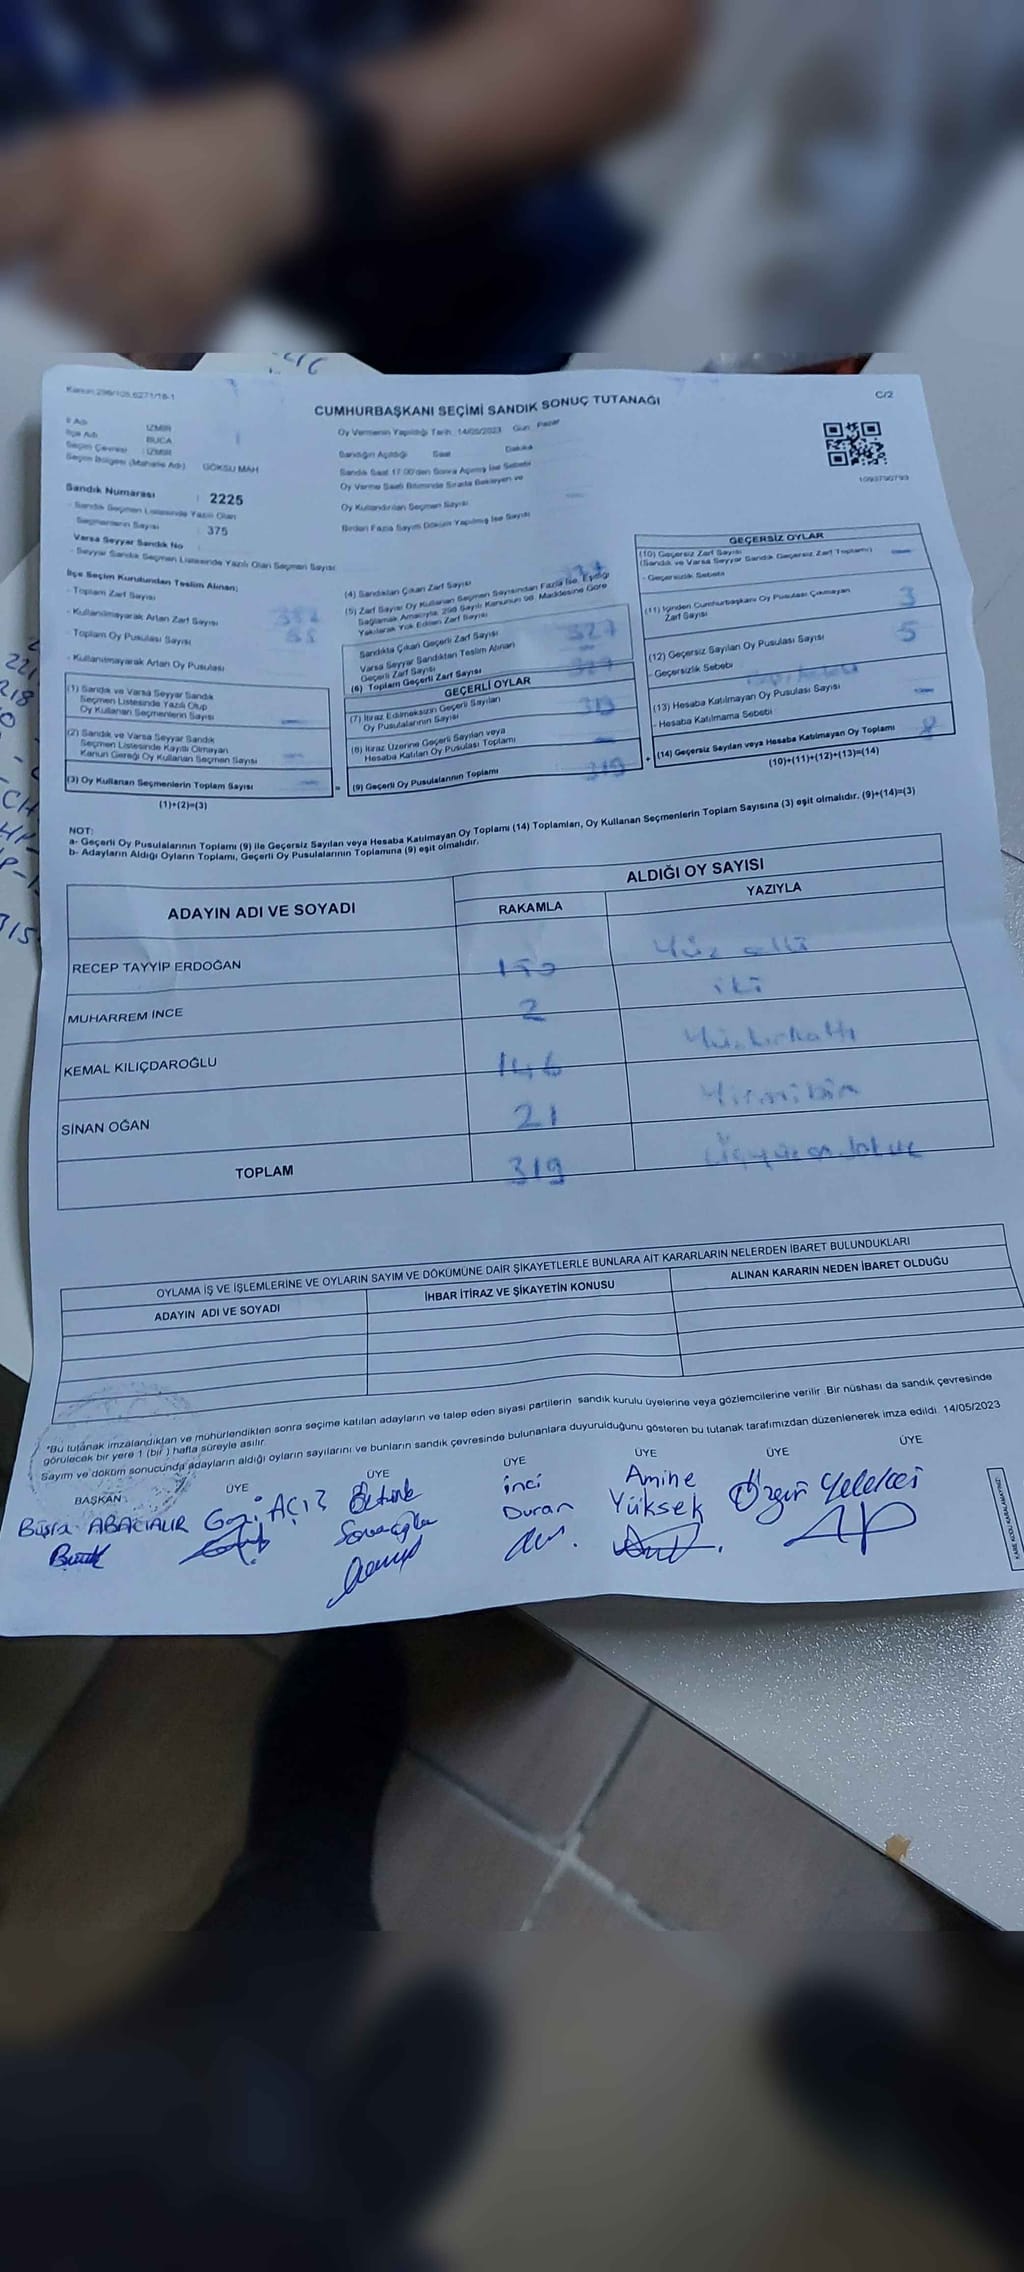 Kanun:298/105,6271/18-1
C/2
CUMHURBAŞKANI SEÇİMİ SANDIK SONUÇ TUTANAĞI
İl Adı İZMİR
İlçe Adı BUCA
Seçim Çevresi : İZMİR
Seçim Bölgesi (Mahalle Adı) GÖKSU MAH
Oy Vermenin Yapıldığı Tarih 14/05/2023 Gün Pazar
Sandığın Açıldığı Saat Dakika
Sandık Saat 17.00'den Sonra Açılmış İse Sebebi
Oy Verme Saati Bitiminde Sırada Bekleyen ve
Oy Kullandırılan Seçmen Sayısı
Birden Fazla Sayım Döküm Yapılmış İse Sayısı
1093790793
Sandık Numarası : 2225
- Sandık Seçmen Listesinde Yazılı Olan
Seçmenlerin Sayısı : 375
Varsa Seyyar Sandık No
- Seyyar Sandık Seçmen Listesinde Yazılı Olan Seçmen Sayısı
İlçe Seçim Kurulundan Teslim Alınan;
- Toplam Zarf Sayısı
- Kullanılmayarak Artan Zarf Sayısı
- Toplam Oy Pusulası Sayısı
- Kullanılmayarak Artan Oy Pusulası
(1) Sandık ve Varsa Seyyar Sandık
Seçmen Listesinde Yazılı Olup
Oy Kullanan Seçmenlerin Sayısı
(2) Sandık ve Varsa Seyyar Sandık
Seçmen Listesinde Kayıtlı Olmayan
Kanun Gereği Oy Kullanan Seçmen Sayısı
(3) Oy Kullanan Seçmenlerin Toplam Sayısı
(1)+(2)=(3)
(4) Sandıktan Çıkan Zarf Sayısı
(5) Zarf Sayısı Oy Kullanan Seçmen Sayısından Fazla İse, Eşitliği
Sağlamak Amacıyla, 298 Sayılı Kanunun 98. Maddesine Göre
Yakılarak Yok Edilen Zarf Sayısı
Sandıkta Çıkan Geçerli Zarf Sayısı 327
Varsa Seyyar Sandıktan Teslim Alınan
Geçerli Zarf Sayısı
(6) Toplam Geçerli Zarf Sayısı 327
GEÇERLİ OYLAR
(7) İtiraz Edilmeksizin Geçerli Sayılan
Oy Pusulalarının Sayısı 319
(8) İtiraz Üzerine Geçerli Sayılan veya
Hesaba Katılan Oy Pusulası Toplamı
(9) Geçerli Oy Pusulalarının Toplamı 319
GEÇERSİZ OYLAR
(10) Geçersiz Zarf Sayısı
(Sandık ve Varsa Seyyar Sandık Geçersiz Zarf Toplamı)
- Geçersizlik Sebebi
(11) İçinden Cumhurbaşkanı Oy Pusulası Çıkmayan
Zarf Sayısı 3
(12) Geçersiz Sayılan Oy Pusulası Sayısı 5
- Geçersizlik Sebebi
(13) Hesaba Katılmayan Oy Pusulası Sayısı
- Hesaba Katılmama Sebebi
(14) Geçersiz Sayılan veya Hesaba Katılmayan Oy Toplamı 8
(10)+(11)+(12)+(13)=(14)
NOT:
a- Geçerli Oy Pusulalarının Toplamı (9) ile Geçersiz Sayılan veya Hesaba Katılmayan Oy Toplamı (14) Toplamları, Oy Kullanan Seçmenlerin Toplam Sayısına (3) eşit olmalıdır. (9)+(14)=(3)
b- Adayların Aldığı Oyların Toplamı, Geçerli Oy Pusulalarının Toplamına (9) eşit olmalıdır.
ADAYIN ADI VE SOYADI
ALDIĞI OY SAYISI
RAKAMLA YAZIYLA
RECEP TAYYİP ERDOĞAN 150 Yüz elli
MUHARREM İNCE 2 iki
KEMAL KILIÇDAROĞLU 146 Yüzkırkaltı
SİNAN OĞAN 21 Yirmibir
TOPLAM 319 Üçyüzondokuz
OYLAMA İŞ VE İŞLEMLERİNE VE OYLARIN SAYIM VE DÖKÜMÜNE DAİR ŞİKAYETLERLE BUNLARA AİT KARARLARIN NELERDEN İBARET BULUNDUKLARI
ADAYIN ADI VE SOYADI
İHBAR İTİRAZ VE ŞİKAYETİN KONUSU
ALINAN KARARIN NEDEN İBARET OLDUĞU
"Bu tutanak imzalandıktan ve mühürlendikten sonra seçime katılan adayların ve talep eden siyasi partilerin sandık kurulu üyelerine veya gözlemcilerine verilir. Bir nüshası da sandık çevresinde
görülecek bir yere 1 (bir ) hafta süreyle asılır.
Sayım ve döküm sonucunda adayların aldığı oyların sayılarını ve bunların sandık çevresinde bulunanlara duyurulduğunu gösteren bu tutanak tarafımızdan düzenlenerek imza edildi. 14/05/2023
BAŞKAN ÜYE ÜYE ÜYE ÜYE ÜYE ÜYE
Büşra ABACIALIR
AÇIZ
inci
Duran
Amine
Yüksek
Özgür Yelekci
KARE KODU KARALAMAYINIZ